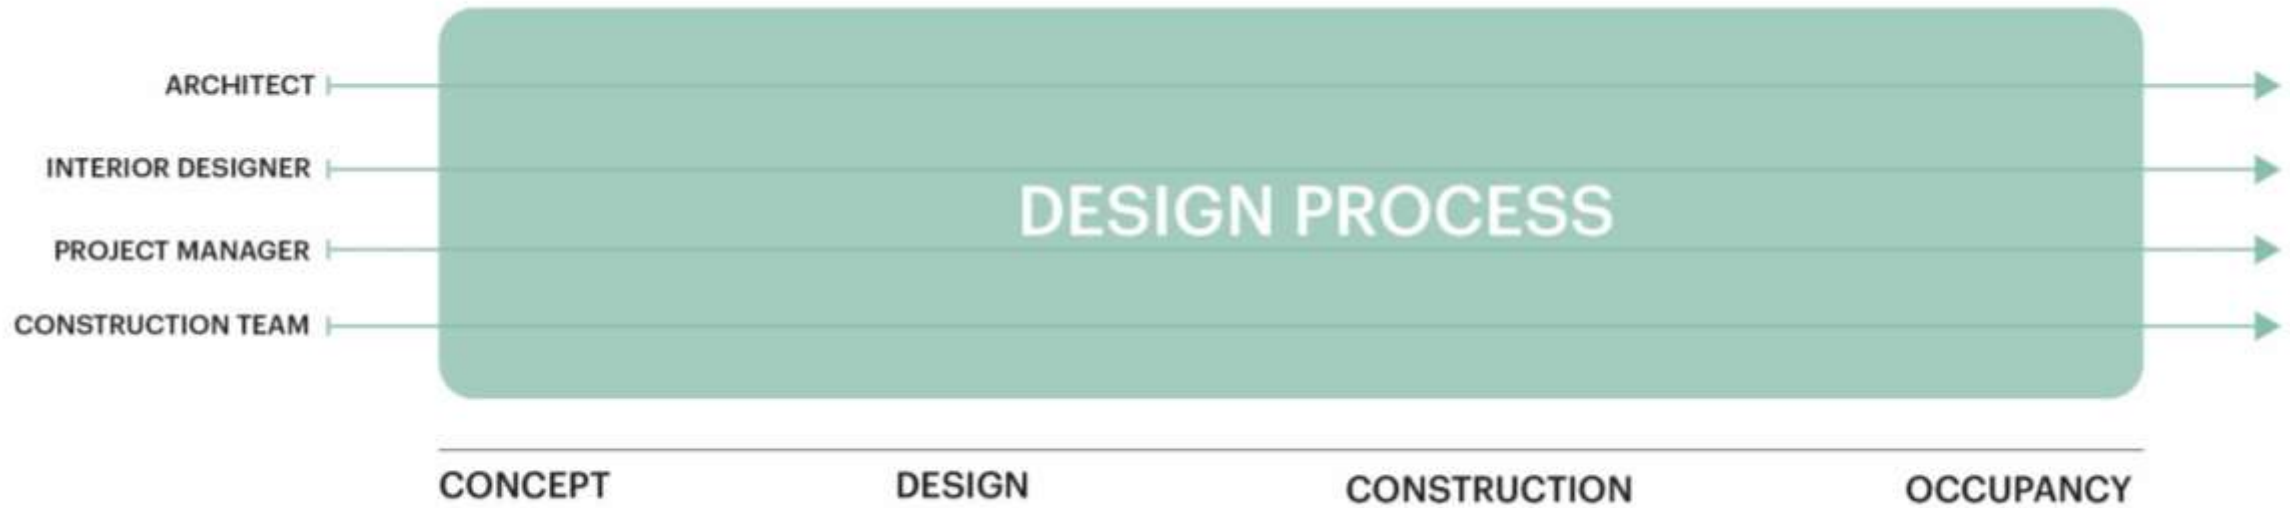 ARCHITECT
INTERIOR DESIGNER
DESIGN PROCESS
PROJECT MANAGER
CONSTRUCTION TEAM
CONCEPT DESIGN CONSTRUCTION OCCUPANCY